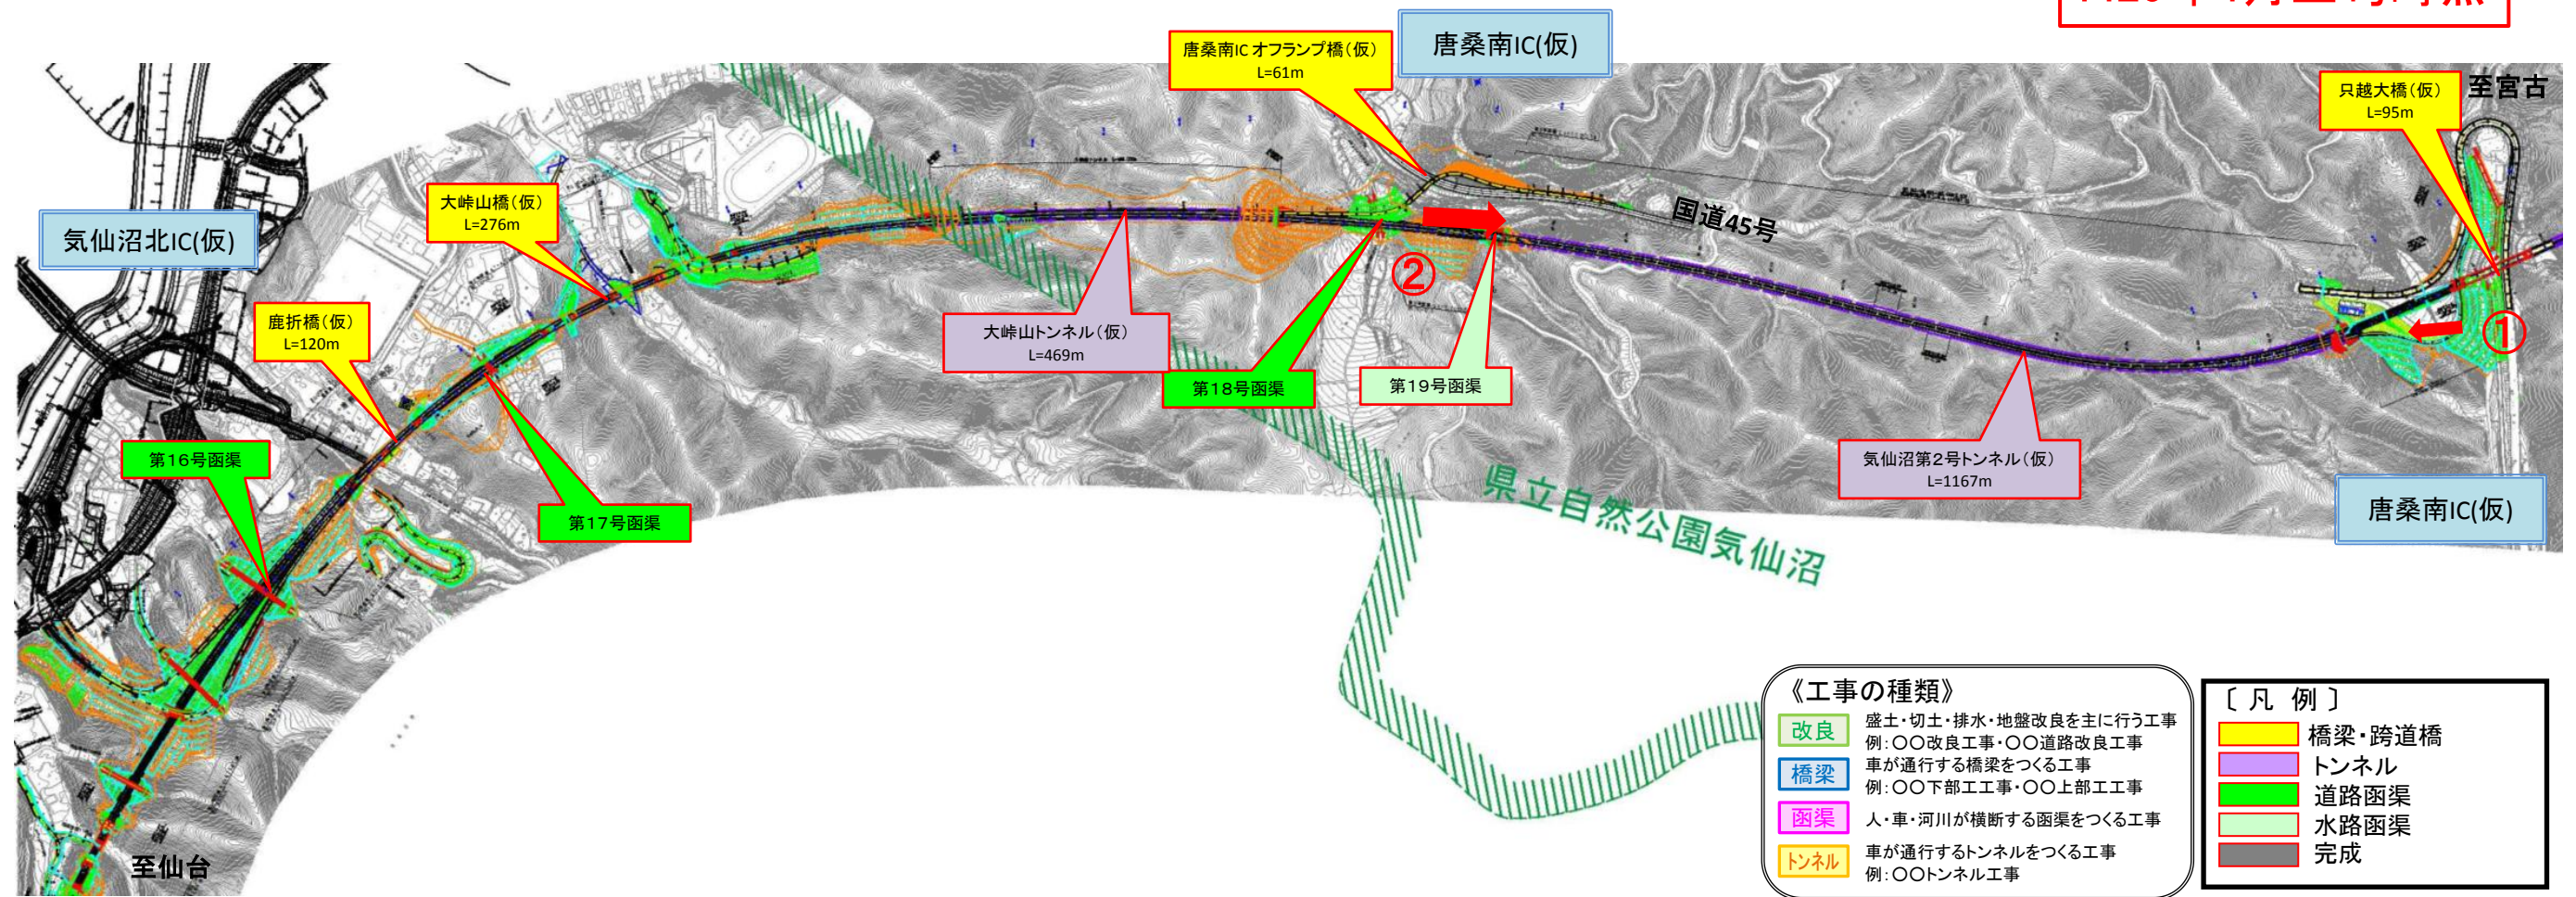 唐桑南IC オフランプ橋(仮)
L=61m
唐桑南IC(仮)
只越大橋(仮)
L=95m
至宮古
気仙沼北IC(仮)
大峠山橋(仮)
L=276m
国道45号
②
①
鹿折橋(仮)
L=120m
大峠山トンネル(仮)
L=469m
第18号函渠
第19号函渠
第16号函渠
第17号函渠
気仙沼第2号トンネル(仮)
L=1167m
県立自然公園気仙沼
唐桑南IC(仮)
至仙台
《工事の種類》
改良 盛土・切土・排水・地盤改良を主に行う工事
例:〇〇改良工事・〇〇道路改良工事
橋梁 車が通行する橋梁をつくる工事
例:〇〇下部工工事・〇〇上部工工事
函渠 人・車・河川が横断する函渠をつくる工事
トンネル 車が通行するトンネルをつくる工事
例:〇〇トンネル工事
〔 凡 例 〕
橋梁・跨道橋
トンネル
道路函渠
水路函渠
完成